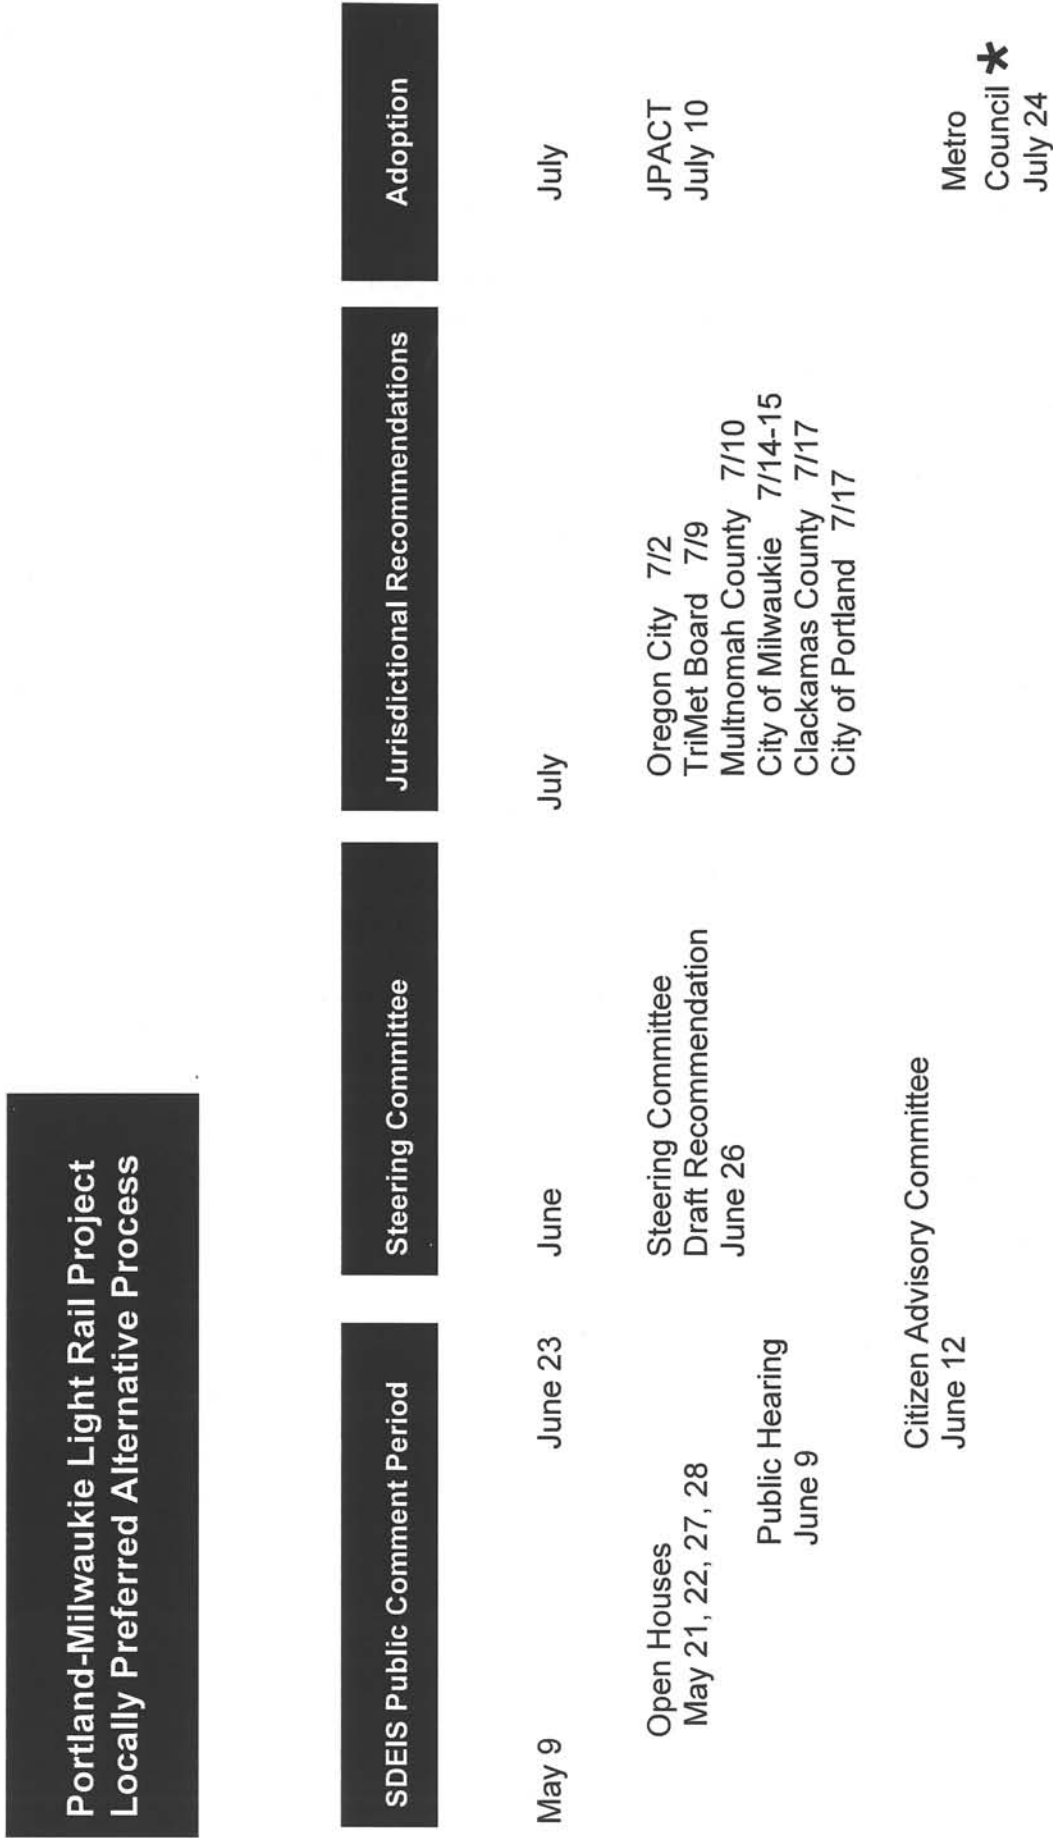 Portland-Milwaukie Light Rail Project
Locally Preferred Alternative Process
SDEIS Public Comment Period
Steering Committee
Jurisdictional Recommendations
Adoption
May 9
June 23
June
July
July
Open Houses
May 21, 22, 27, 28
Public Hearing
June 9
Citizen Advisory Committee
June 12
Steering Committee
Draft Recommendation
June 26
Oregon City 7/2
TriMet Board 7/9
Multnomah County 7/10
City of Milwaukie 7/14-15
Clackamas County 7/17
City of Portland 7/17
JPACT
July 10
Metro
Council *
July 24